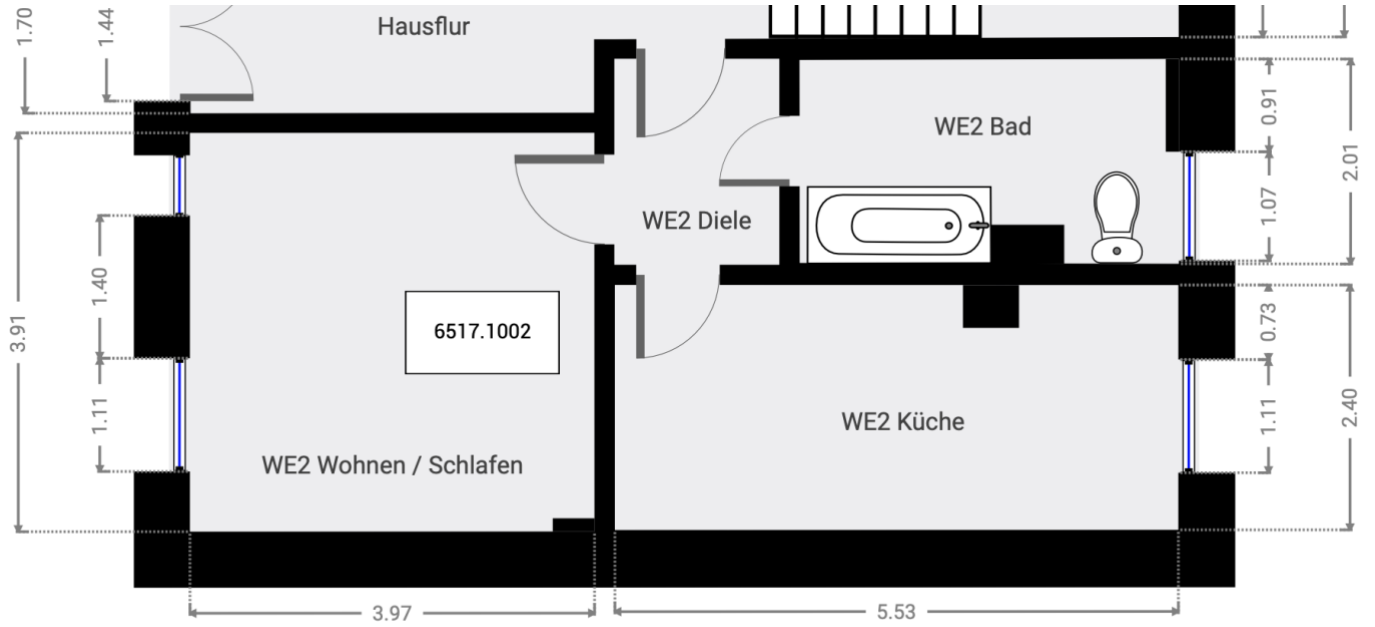 1.70
1.44
Hausflur
0.91
WE2 Bad
2.01
1.07
WE2 Diele
1.40
3.91
6517.1002
0.73
1.11
WE2 Küche
1.11
2.40
WE2 Wohnen / Schlafen
3.97
5.53